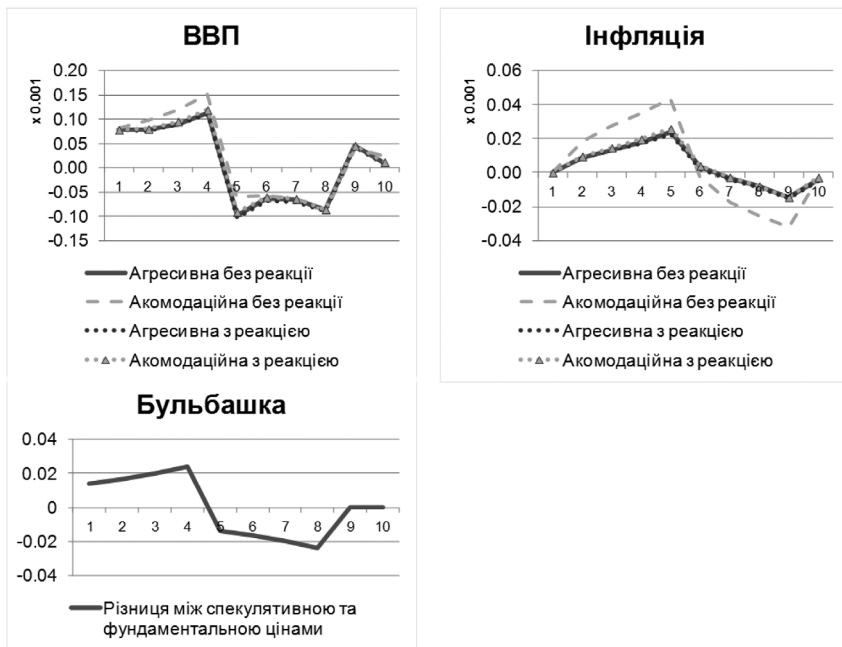 ВВП
x 0.001
0.20
0.15
0.10
0.05
0.00
-0.05
-0.10
-0.15
1 2 3 4 5 6 7 8 9 10
Агресивна без реакції
Акомодаційна без реакції
Агресивна з реакцією
Акомодаційна з реакцією
Інфляція
x 0.001
0.06
0.04
0.02
0.00
-0.02
-0.04
1 2 3 4 5 6 7 8 9 10
Агресивна без реакції
Акомодаційна без реакції
Агресивна з реакцією
Акомодаційна з реакцією
Бульбашка
0.04
0.02
0
-0.02
-0.04
1 2 3 4 5 6 7 8 9 10
Різниця між спекулятивною та
фундаментальною цінами